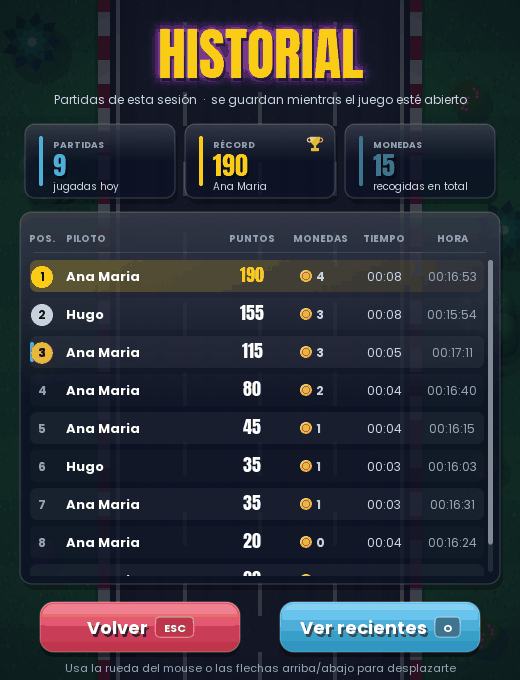 HISTORIAL
Partidas de esta sesión · se guardan mientras el juego esté abierto
PARTIDAS
9
jugadas hoy
RÉCORD
190
Ana Maria
MONEDAS
15
recogidas en total
POS. PILOTO PUNTOS MONEDAS TIEMPO HORA
1 Ana Maria 190 4 00:08 00:16:53
2 Hugo 155 3 00:08 00:15:54
3 Ana Maria 115 3 00:05 00:17:11
4 Ana Maria 80 2 00:04 00:16:40
5 Ana Maria 45 1 00:04 00:16:15
6 Hugo 35 1 00:03 00:16:03
7 Ana Maria 35 1 00:03 00:16:31
8 Ana Maria 20 0 00:04 00:16:24
Volver ESC
Ver recientes O
Usa la rueda del mouse o las flechas arriba/abajo para desplazarte